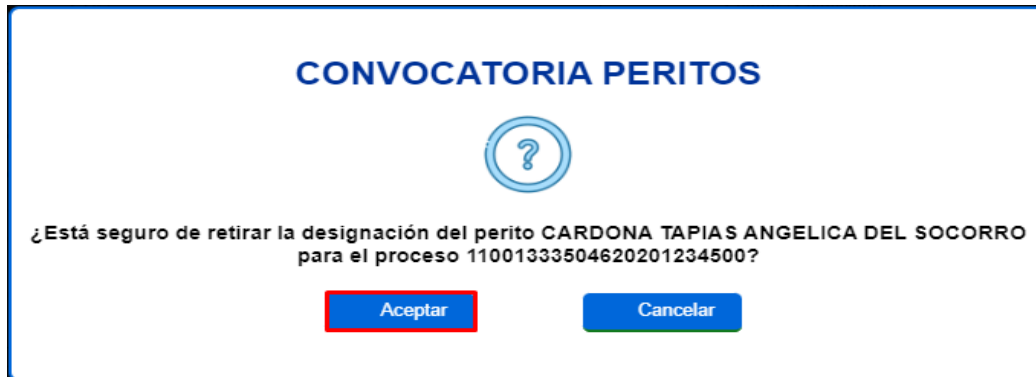 CONVOCATORIA PERITOS
?
¿Está seguro de retirar la designación del perito CARDONA TAPIAS ANGELICA DEL SOCORRO
para el proceso 11001333504620201234500?
Aceptar Cancelar